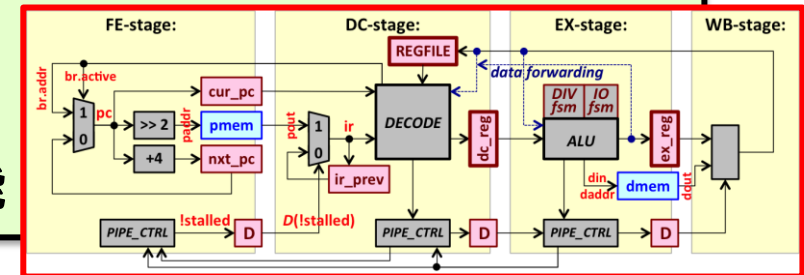 FE-stage:
DC-stage:
EX-stage:
WB-stage:
REGFILE
br.addr
br.active
data forwarding
cur_pc
DIV fsm
IO fsm
1
0
pc
>> 2
paddr
pmem
pout
1
0
ir
DECODE
dc_reg
ALU
ex_reg
+4
nxt_pc
ir_prev
din
daddr
dmem
dout
!stalled
D(!stalled)
PIPE_CTRL
D
PIPE_CTRL
D
PIPE_CTRL
D